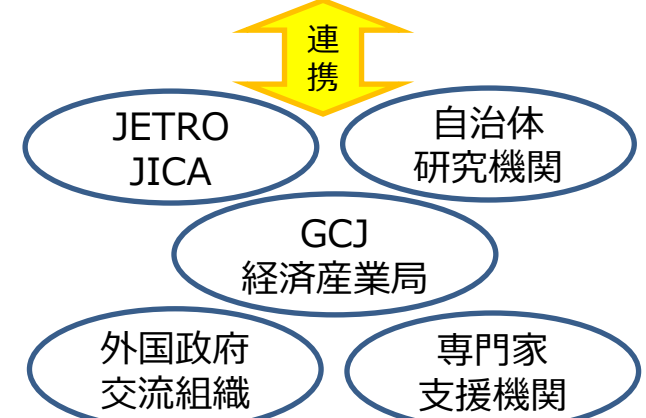 連
携
JETRO
JICA
自治体
研究機関
GCJ
経済産業局
外国政府
交流組織
専門家
支援機関